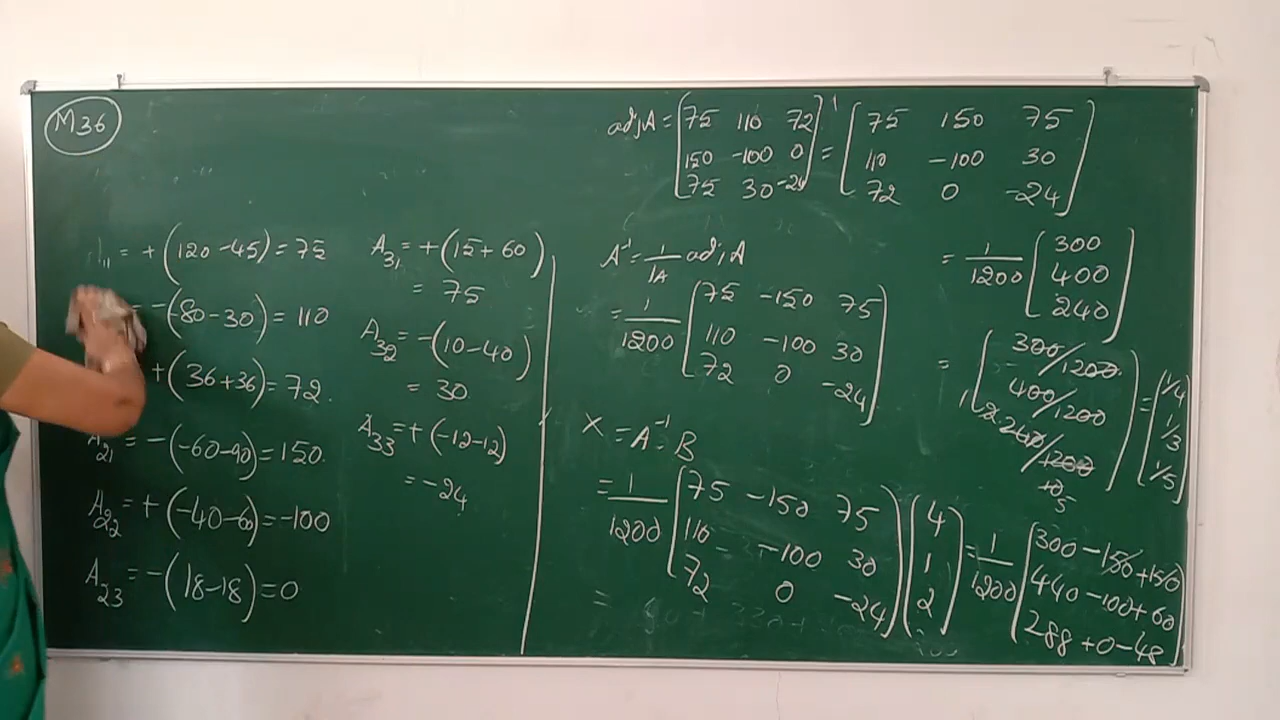 M36
A₁₁ = +(120-45) = 75
= -(-80-30) = 110
+(36+36) = 72.
A₂₁ = -(-60-90) = 150.
A₂₂ = +(-40-60) = -100
A₂₃ = -(18-18) = 0
A₃₁ = +(15+60)
= 75
A₃₂ = -(10-40)
= 30
A₃₃ = +(-12-12)
= -24
adjA = [75 110 72]' = [75 150 75]
[150 -100 0] [110 -100 30]
[75 30 -24] [72 0 -24]
A⁻¹ = 1/|A adjA
= 1/1200 [75 -150 75]
[110 -100 30]
[72 0 -24]
X = A⁻¹ B
= 1/1200 [75 -150 75] (4) = 1/1200 [300-150+150]
[110 -100 30] (1) [440-100+60]
[72 0 -24] (2) [288+0-48]
=
= 1/1200 [300]
[400]
[240]
= [300/1200] = [1/4]
[400/1200] [1/3]
[240/1200] [1/5]